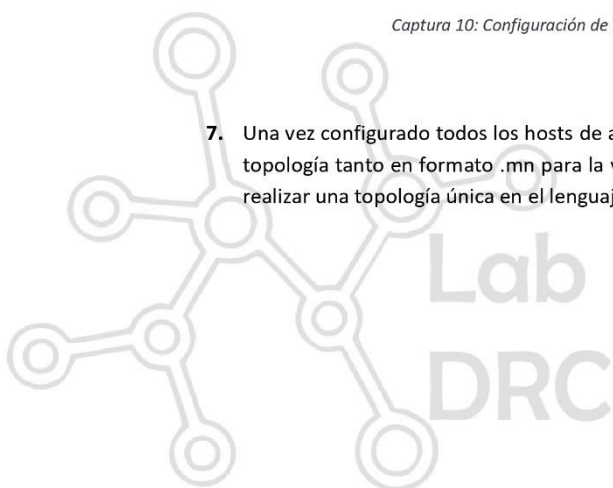 Captura 10: Configuración de
7. Una vez configurado todos los hosts de
topología tanto en formato .mn para la
realizar una topología única en el
Lab
DRC